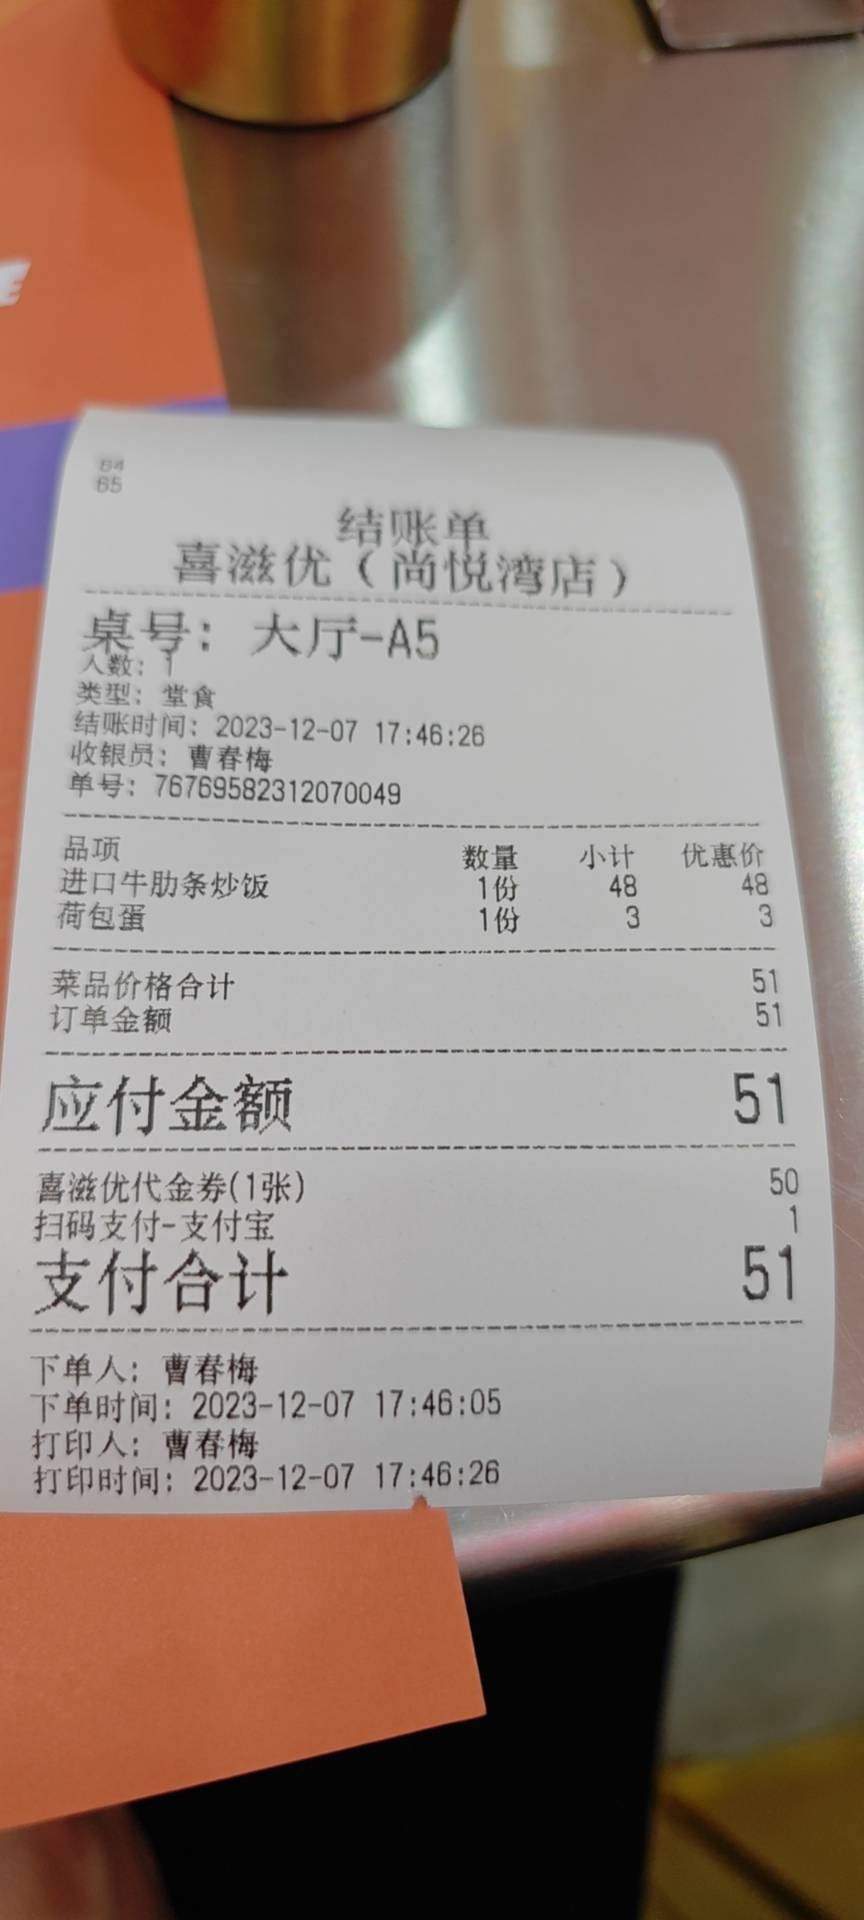 64
65
结账单
喜滋优（尚悦湾店）
桌号: 大厅-A5
人数: 1
类型: 堂食
结账时间: 2023-12-07 17:46:26
收银员: 曹春梅
单号: 767695823120700​49
品项 数量 小计 优惠价
进口牛肋条炒饭 1份 48 48
荷包蛋 1份 3 3
菜品价格合计 51
订单金额 51
应付金额 51
喜滋优代金券(1张) 50
扫码支付-支付宝 1
支付合计 51
下单人: 曹春梅
下单时间: 2023-12-07 17:46:05
打印人: 曹春梅
打印时间: 2023-12-07 17:46:26